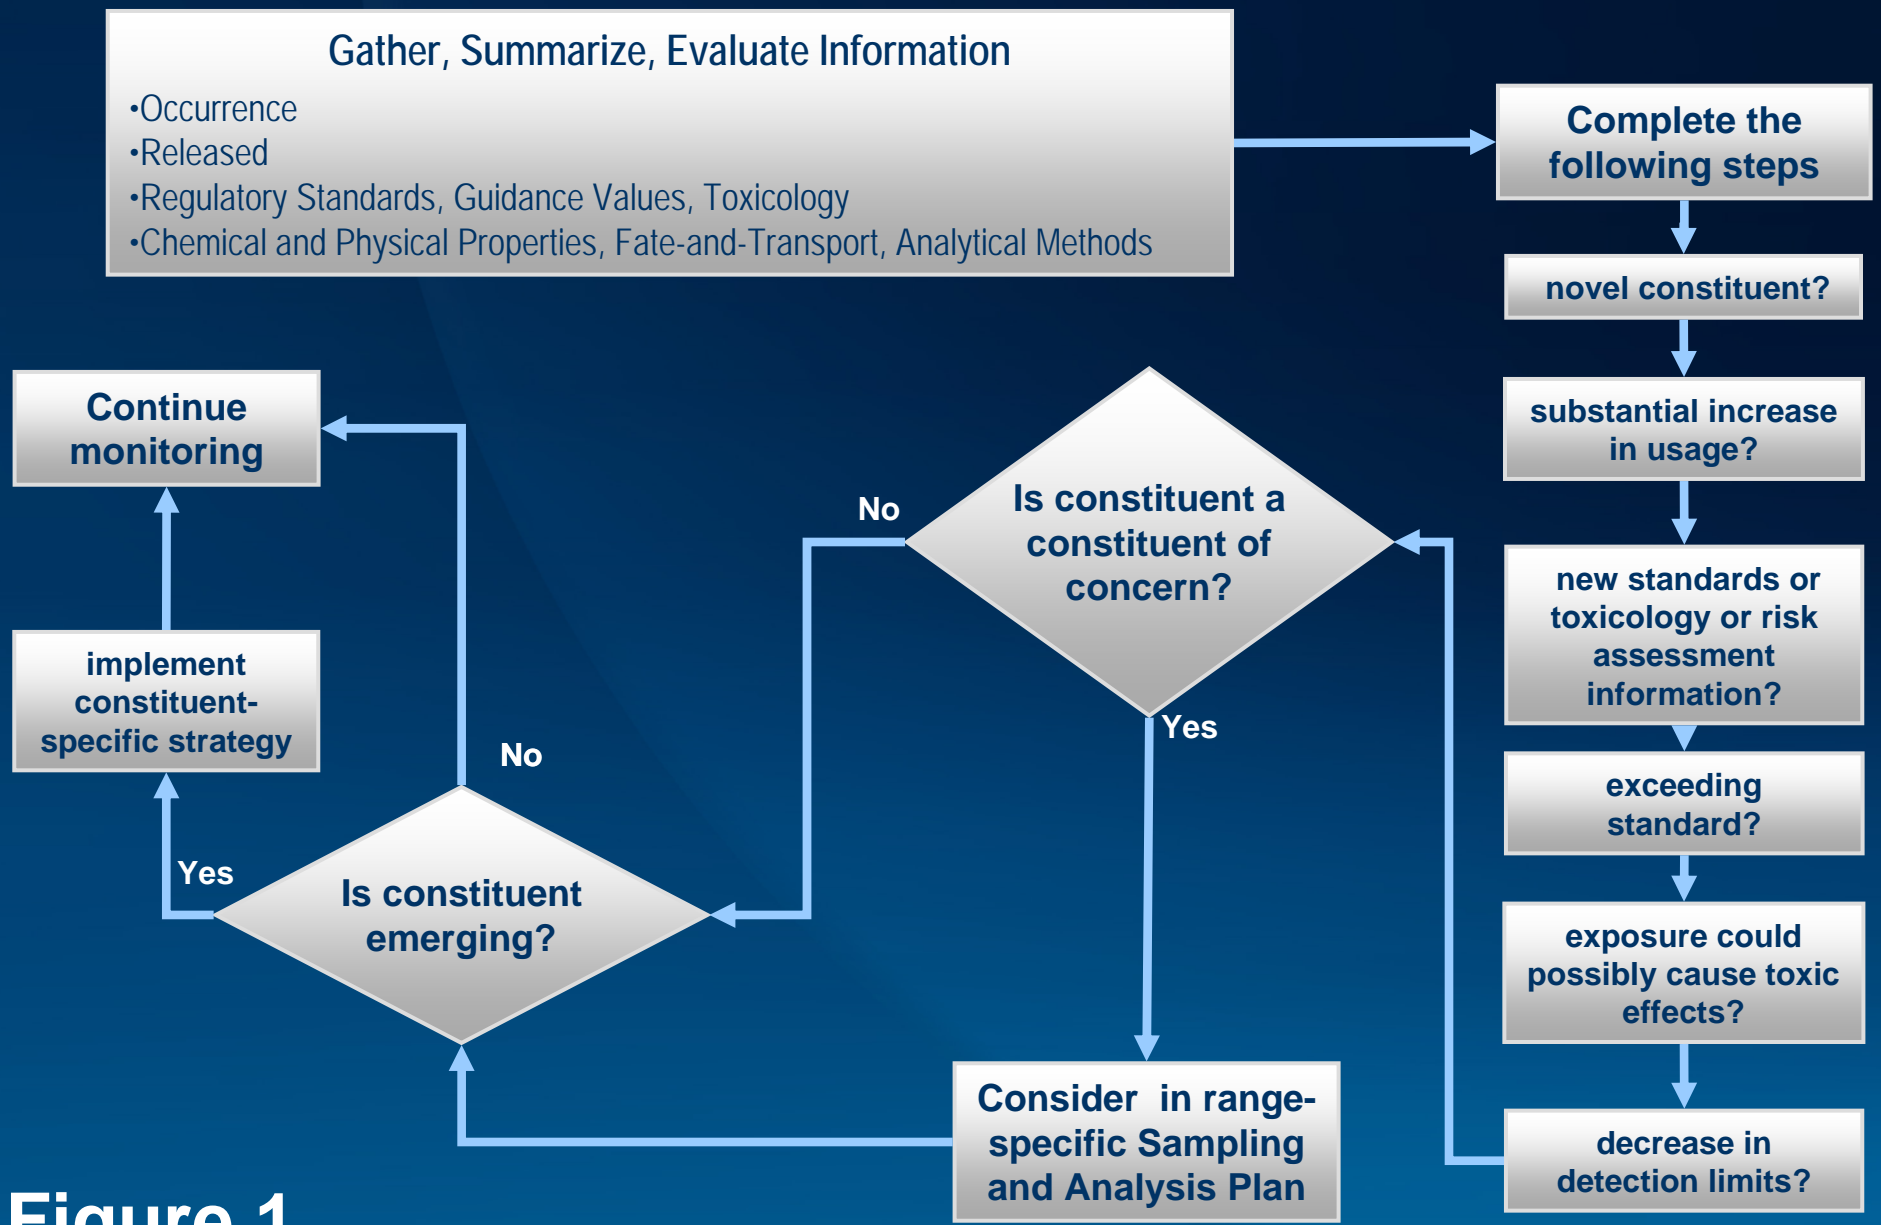 Gather, Summarize, Evaluate Information
•Occurrence
•Released
•Regulatory Standards, Guidance Values, Toxicology
•Chemical and Physical Properties, Fate-and-Transport, Analytical Methods
Complete the
following steps
novel constituent?
substantial increase
in usage?
new standards or
toxicology or risk
assessment
information?
exceeding
standard?
exposure could
possibly cause toxic
effects?
decrease in
detection limits?
Is constituent a
constituent of
concern?
No
Yes
Consider in range-
specific Sampling
and Analysis Plan
Is constituent
emerging?
No
Yes
implement
constituent-
specific strategy
Continue
monitoring
Figure 1